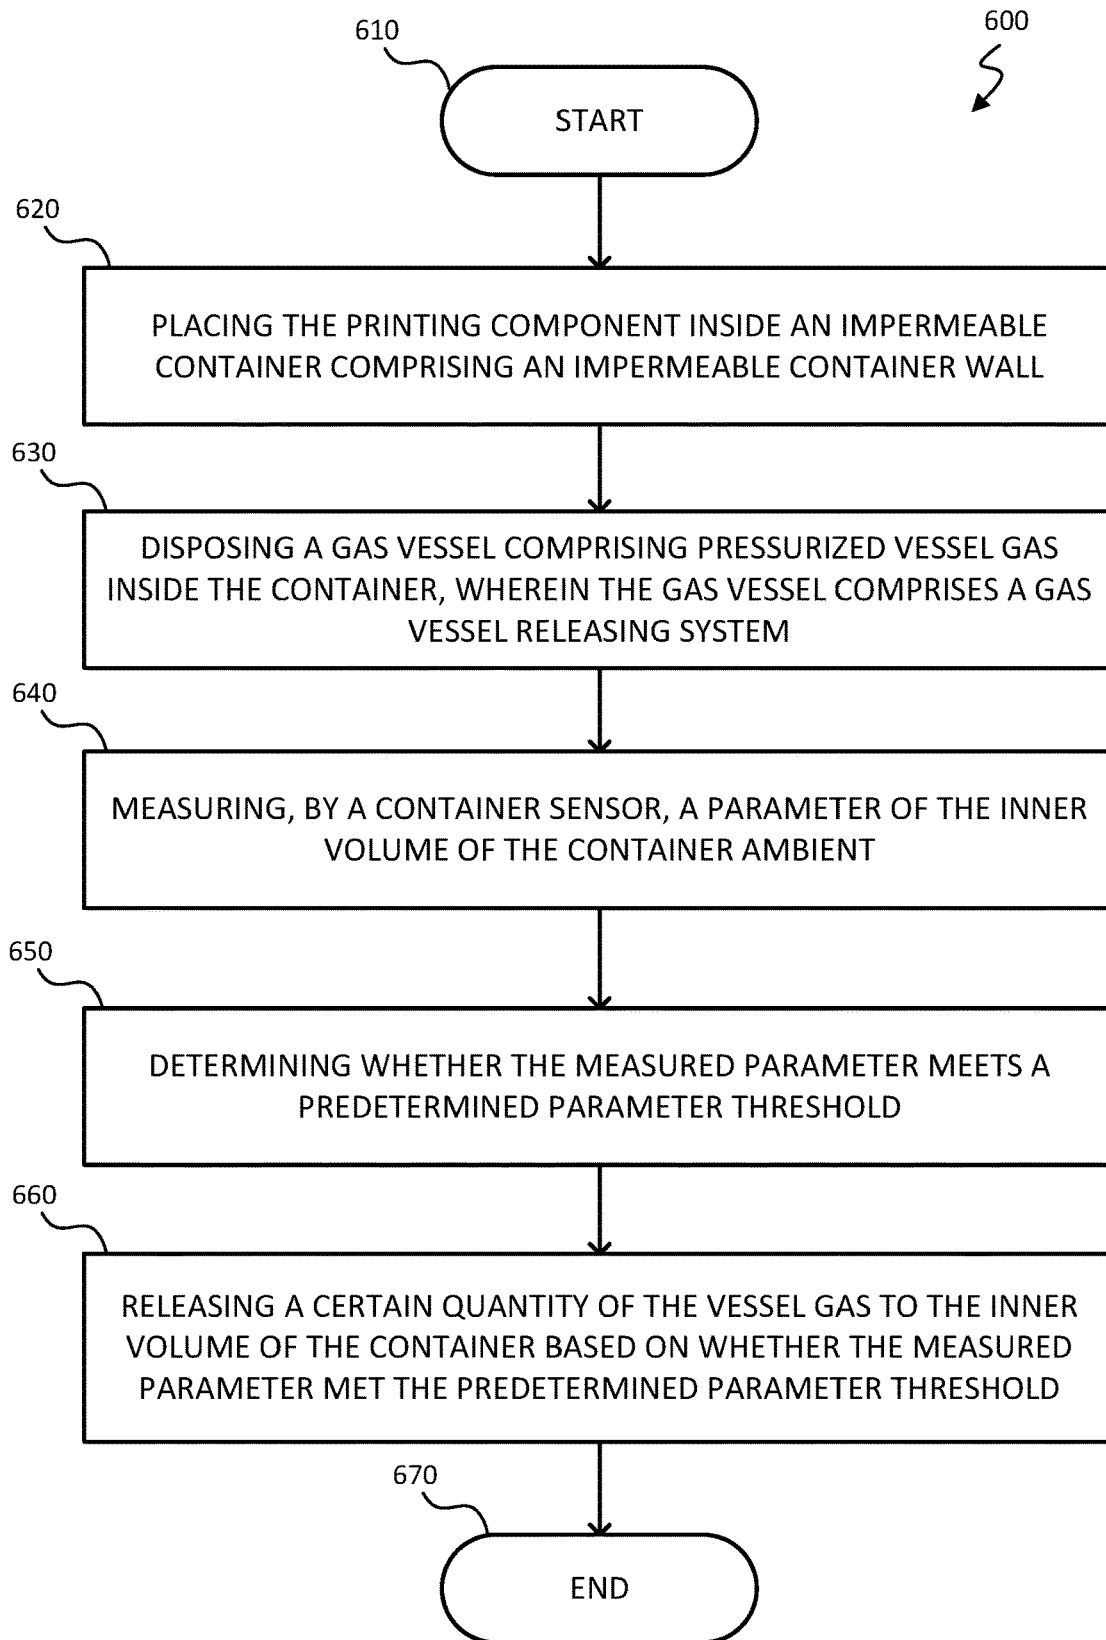 610
600
START
620
PLACING THE PRINTING COMPONENT INSIDE AN IMPERMEABLE
CONTAINER COMPRISING AN IMPERMEABLE CONTAINER WALL
630
DISPOSING A GAS VESSEL COMPRISING PRESSURIZED VESSEL GAS
INSIDE THE CONTAINER, WHEREIN THE GAS VESSEL COMPRISES A GAS
VESSEL RELEASING SYSTEM
640
MEASURING, BY A CONTAINER SENSOR, A PARAMETER OF THE INNER
VOLUME OF THE CONTAINER AMBIENT
650
DETERMINING WHETHER THE MEASURED PARAMETER MEETS A
PREDETERMINED PARAMETER THRESHOLD
660
RELEASING A CERTAIN QUANTITY OF THE VESSEL GAS TO THE INNER
VOLUME OF THE CONTAINER BASED ON WHETHER THE MEASURED
PARAMETER MET THE PREDETERMINED PARAMETER THRESHOLD
670
END